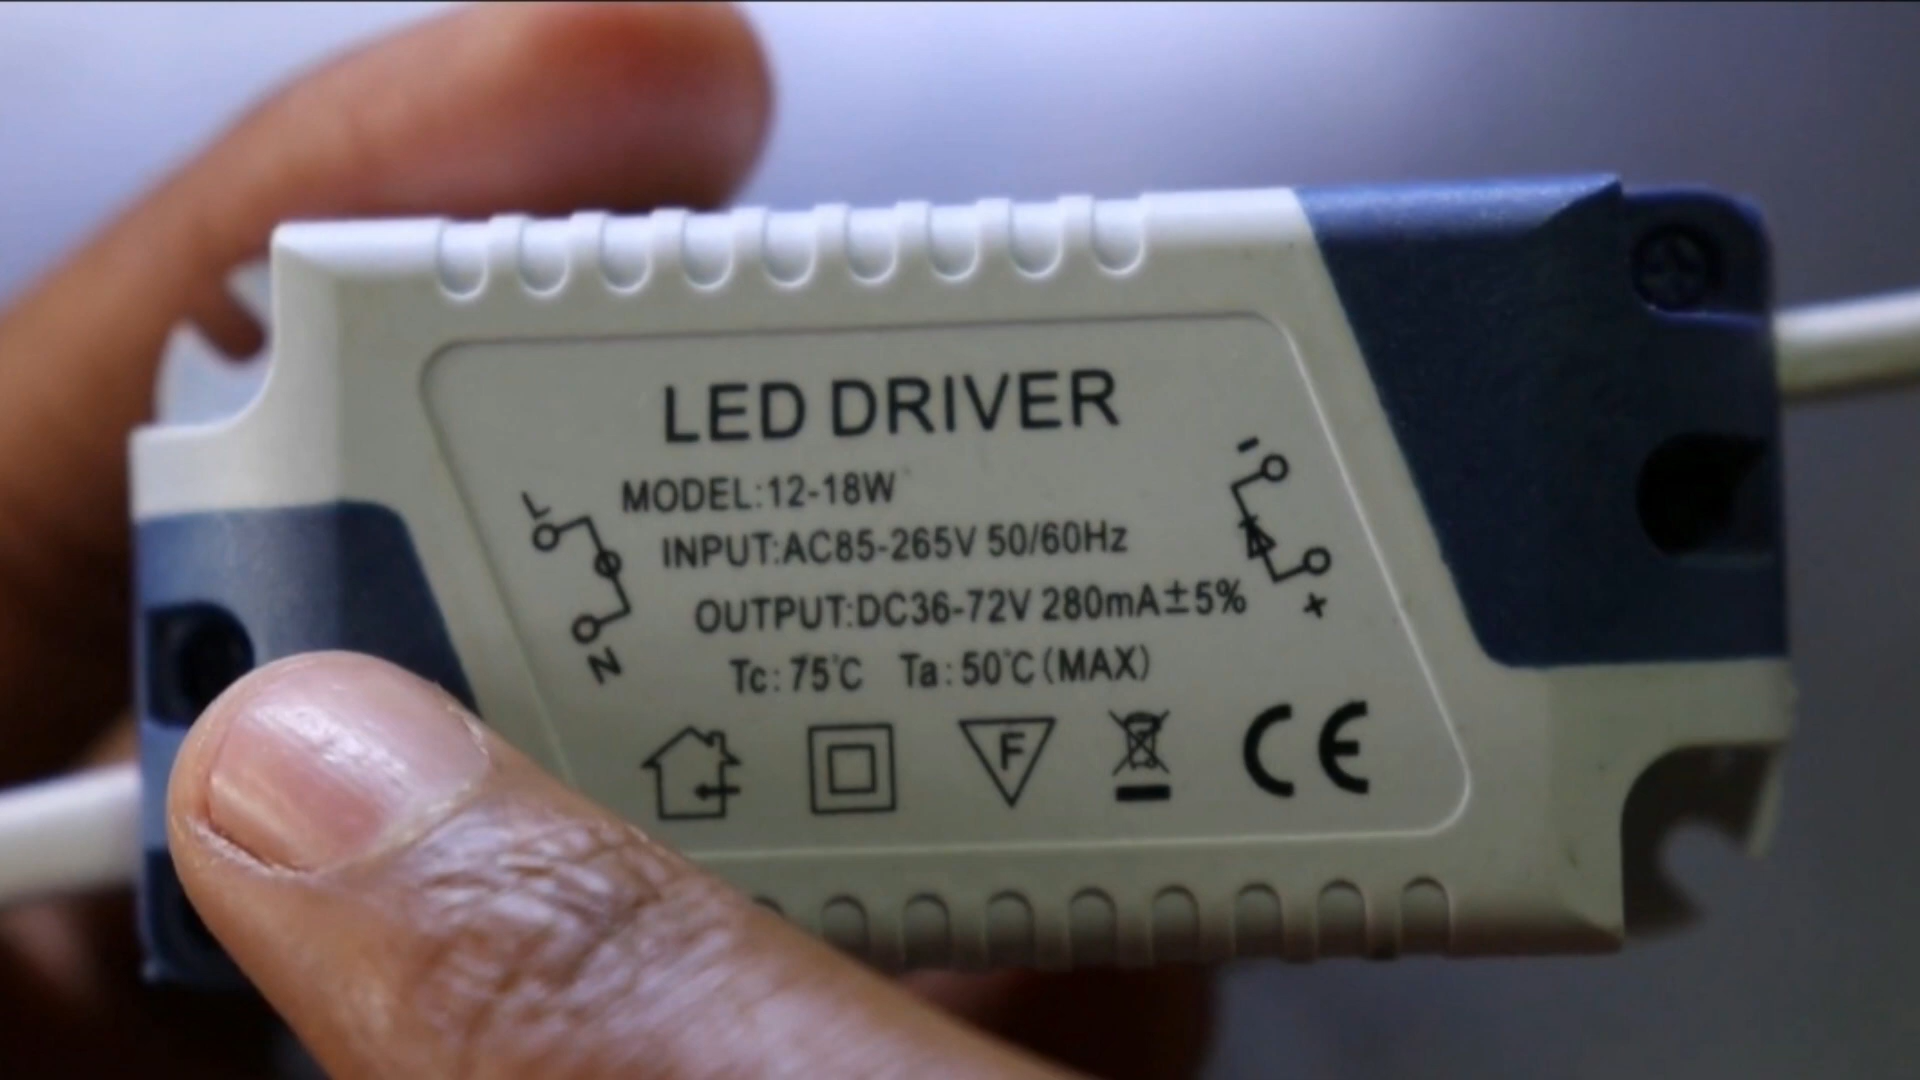 LED DRIVER
MODEL:12-18W
INPUT:AC85-265V 50/60Hz
OUTPUT:DC36-72V 280mA±5%
Tc:75℃ Ta:50℃(MAX)
L
N
-
+
F
CE